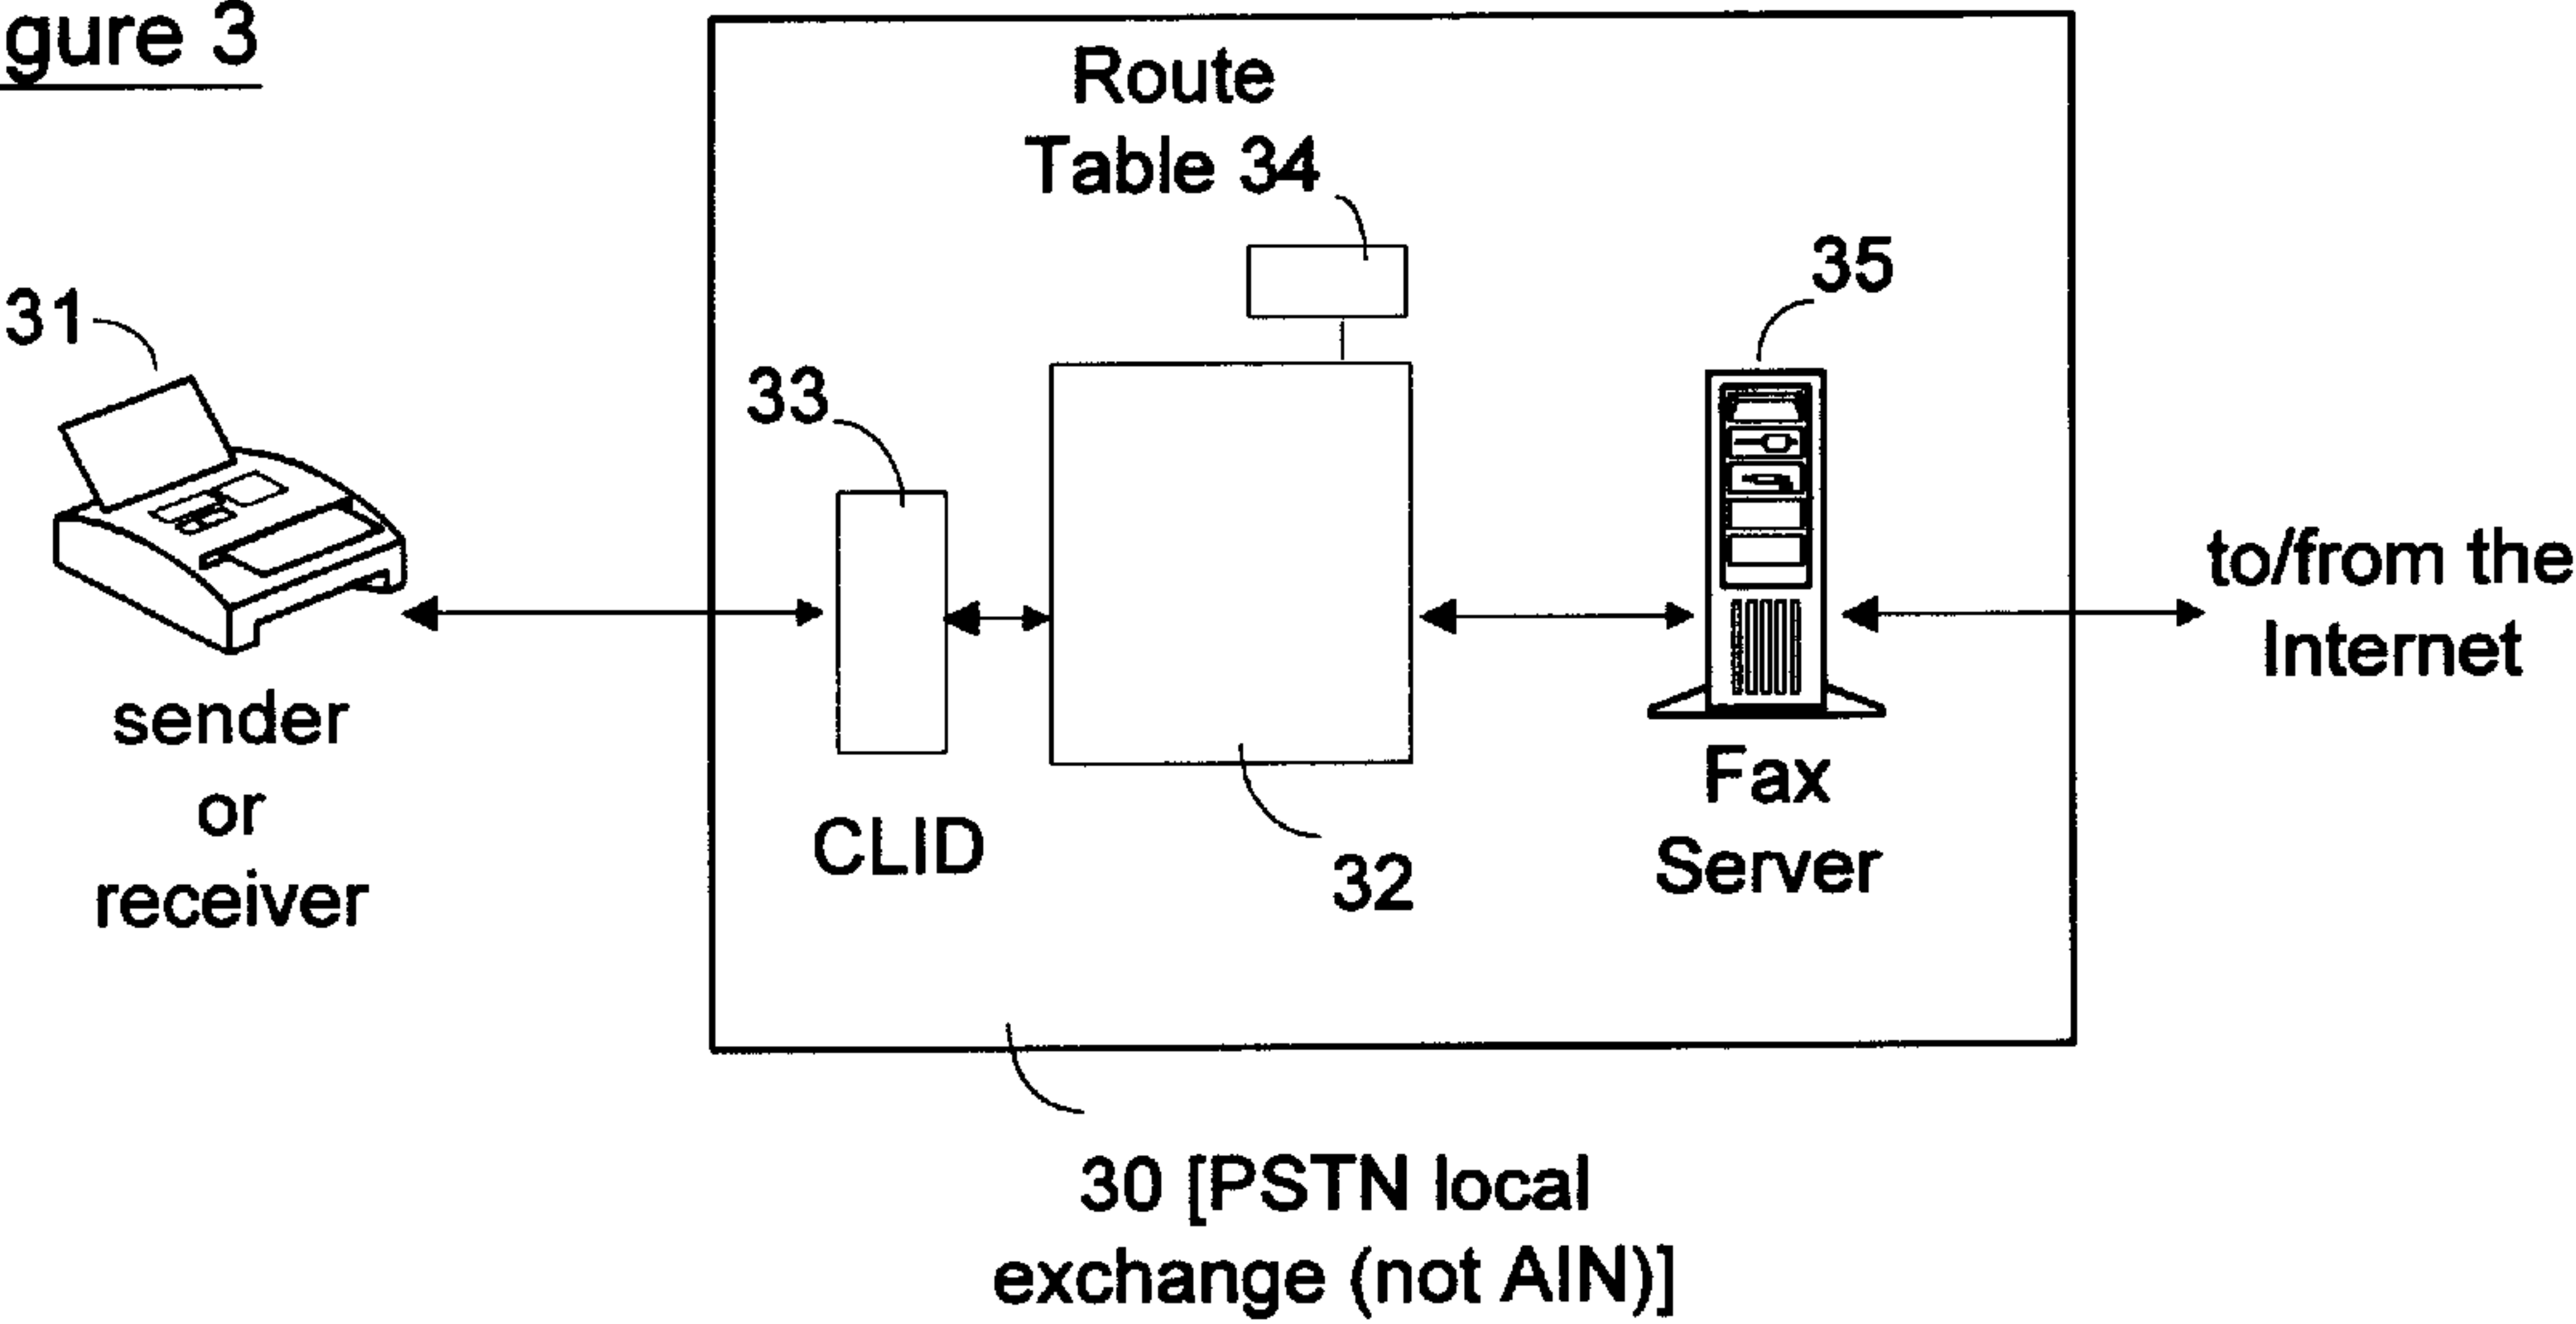 gure 3
Route
Table 34
31
35
33
to/from the
Internet
sender
or
receiver
CLID
32
Fax
Server
30 [PSTN local
exchange (not AIN)]